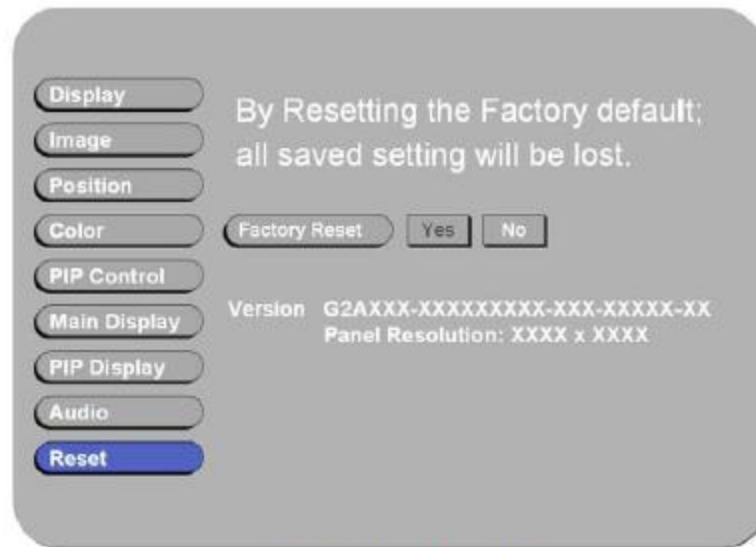 Display
Image
Position
Color
PIP Control
Main Display
PIP Display
Audio
Reset
By Resetting the Factory default;
all saved setting will be lost.
Factory Reset Yes No
Version G2AXXX-XXXXXXXXX-XXX-XXXXX-XX
Panel Resolution: XXXX x XXXX